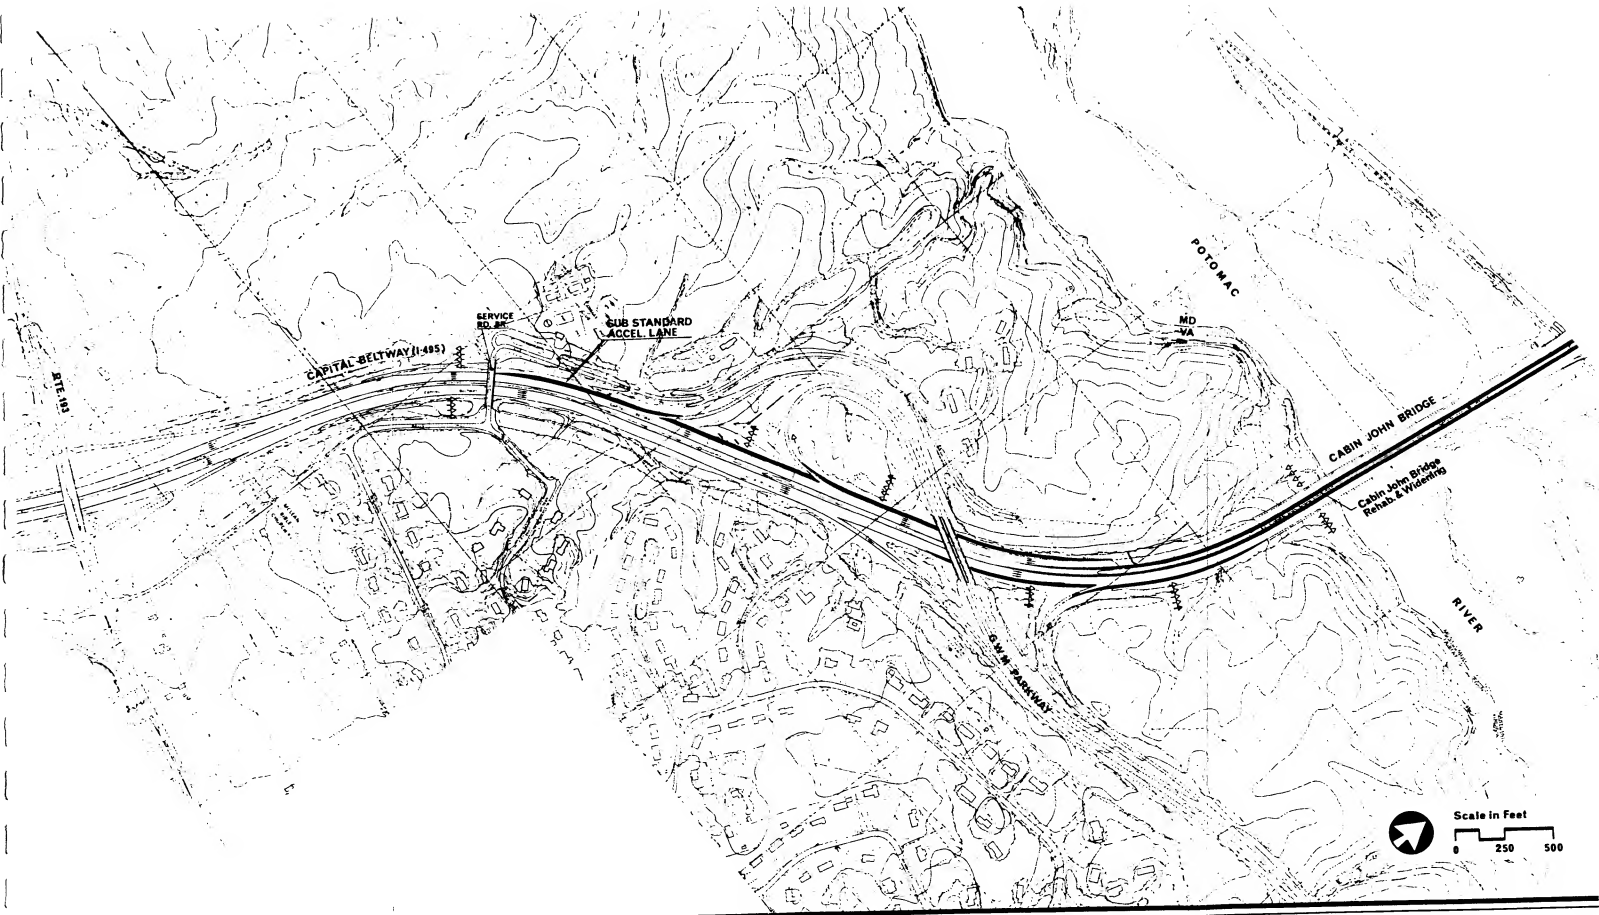 POTOMAC
MD
VA
SERVICE
RD. BR.
SUB STANDARD
ACCEL. LANE
CAPITAL BELTWAY (I-495)
RTE. 193
CABIN JOHN BRIDGE
Cabin John Bridge
Rehab. & Widening
RIVER
G.W.M. PARKWAY
Scale in Feet
0 250 500